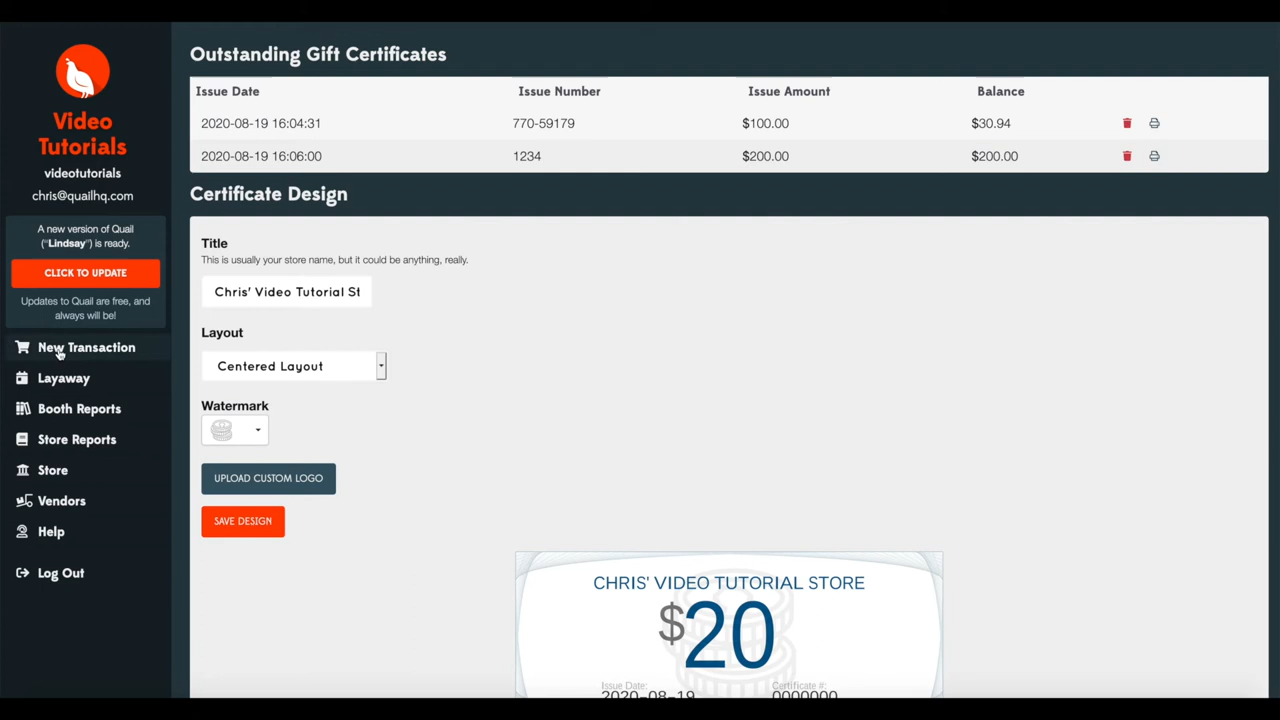 Video
Tutorials
videotutorials
chris@quailhq.com
A new version of Quail
("Lindsay") is ready.
CLICK TO UPDATE
Updates to Quail are free, and
always will be!
New Transaction
Layaway
Booth Reports
Store Reports
Store
Vendors
Help
Log Out
Outstanding Gift Certificates
Issue Date Issue Number Issue Amount Balance
2020-08-19 16:04:31 770-59179 $100.00 $30.94
2020-08-19 16:06:00 1234 $200.00 $200.00
Certificate Design
Title
This is usually your store name, but it could be anything, really.
Chris' Video Tutorial St
Layout
Centered Layout
Watermark
UPLOAD CUSTOM LOGO
SAVE DESIGN
CHRIS' VIDEO TUTORIAL STORE
$20
Issue Date: Certificate #:
2020-08-19 0000000